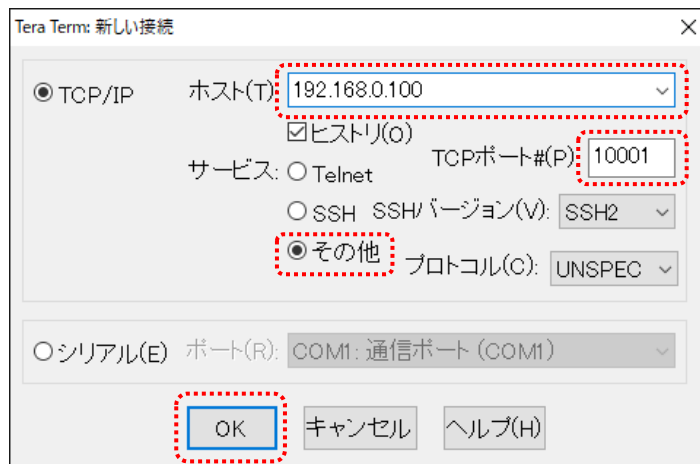 Tera Term: 新しい接続
TCP/IP ホスト(T) 192.168.0.100
ヒストリ(O)
サービス: Telnet TCPポート#(P) 10001
SSH SSHバージョン(V): SSH2
その他 プロトコル(C): UNSPEC
シリアル(E) ポート(R): COM1: 通信ポート (COM1)
OK キャンセル ヘルプ(H)